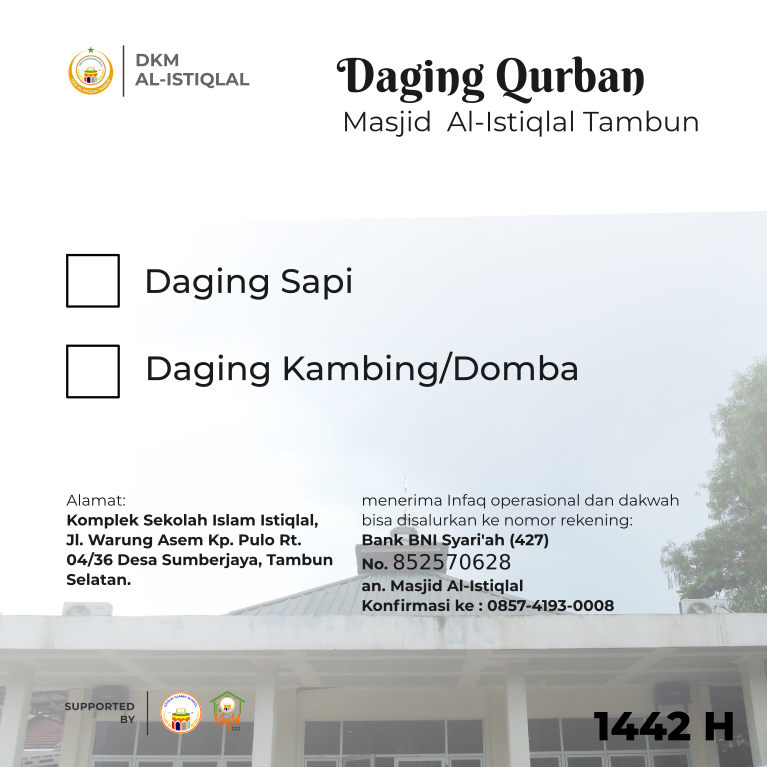 DKM
AL-ISTIQLAL
Daging Qurban
Masjid Al-Istiqlal Tambun
Daging Sapi
Daging Kambing/Domba
Alamat:
Komplek Sekolah Islam Istiqlal,
Jl. Warung Asem Kp. Pulo Rt.
04/36 Desa Sumberjaya, Tambun
Selatan.
menerima Infaq operasional dan dakwah
bisa disalurkan ke nomor rekening:
Bank BNI Syari'ah (427)
No. 852570628
an. Masjid Al-Istiqlal
Konfirmasi ke : 0857-4193-0008
SUPPORTED
BY
1442 H